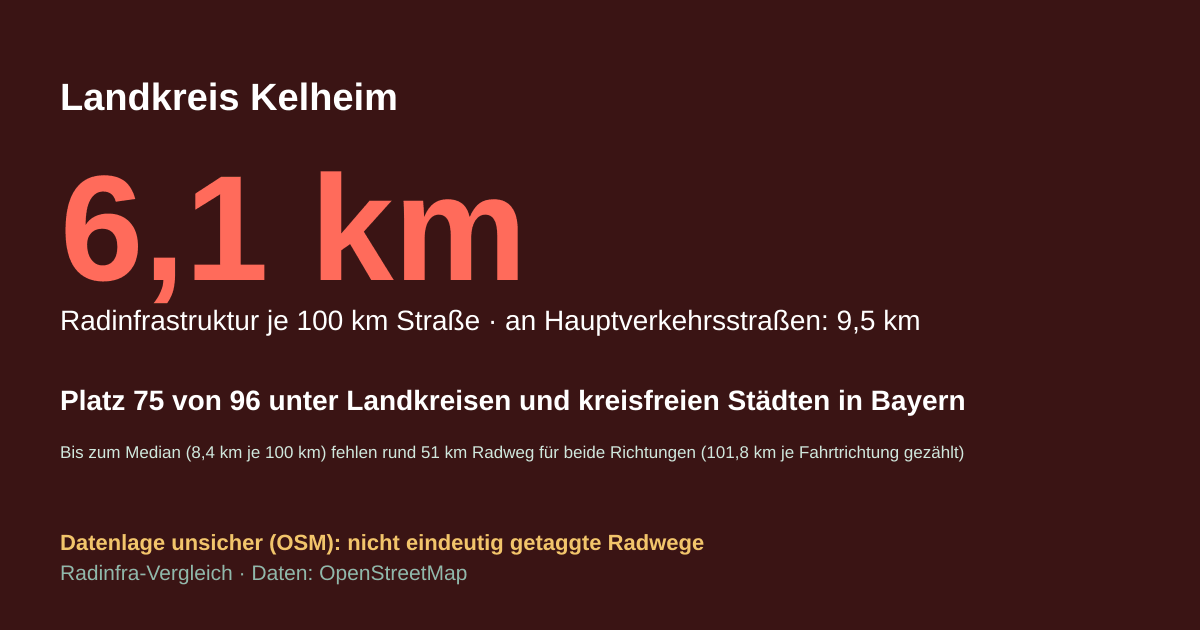 Landkreis Kelheim
6,1 km
Radinfrastruktur je 100 km Straße · an Hauptverkehrsstraßen: 9,5 km
Platz 75 von 96 unter Landkreisen und kreisfreien Städten in Bayern
Bis zum Median (8,4 km je 100 km) fehlen rund 51 km Radweg für beide Richtungen (101,8 km je Fahrtrichtung gezählt)
Datenlage unsicher (OSM): nicht eindeutig getaggte Radwege
Radinfra-Vergleich · Daten: OpenStreetMap